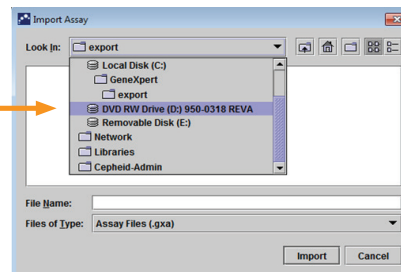 Import Assay
Look In: export
Local Disk (C:)
GeneXpert
export
DVD RW Drive (D:) 950-0318 REVA
Removable Disk (E:)
Network
Libraries
Cepheid-Admin
File Name:
Files of Type: Assay Files (.gxa)
Import Cancel